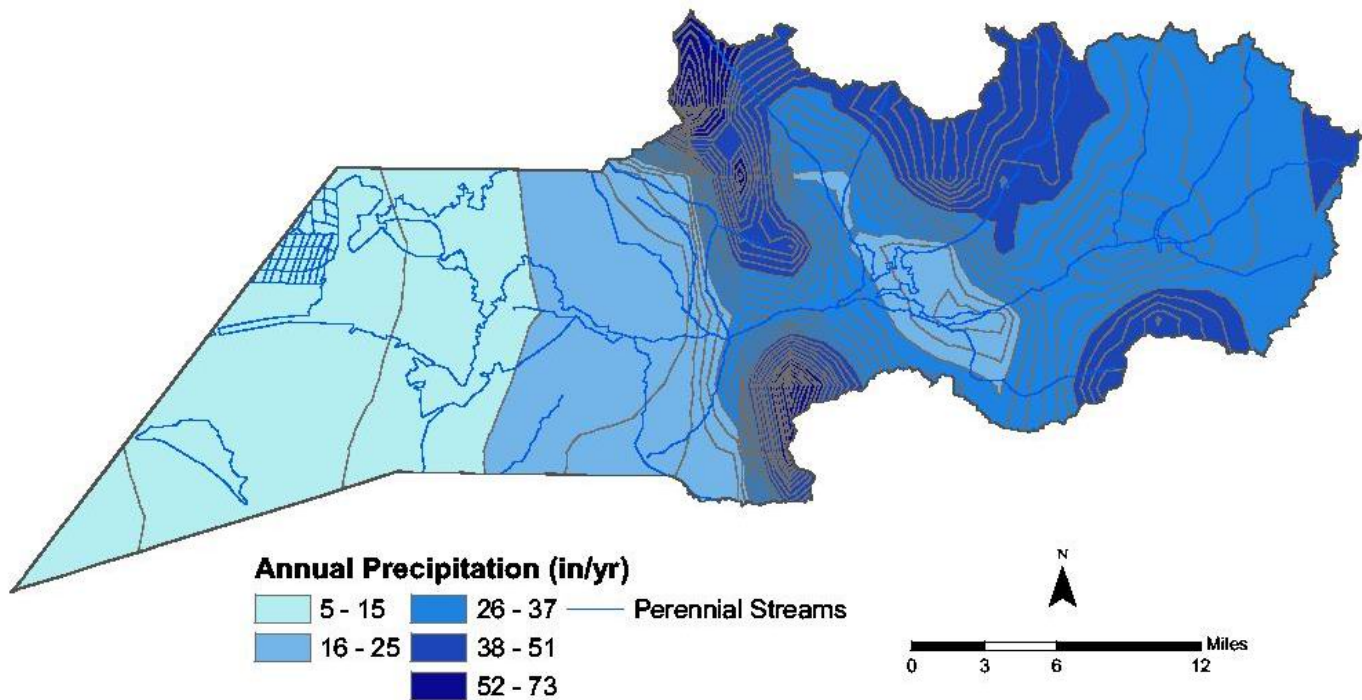 Annual Precipitation (in/yr)
5 - 15
26 - 37
Perennial Streams
16 - 25
38 - 51
52 - 73
N
Miles
0 3 6 12